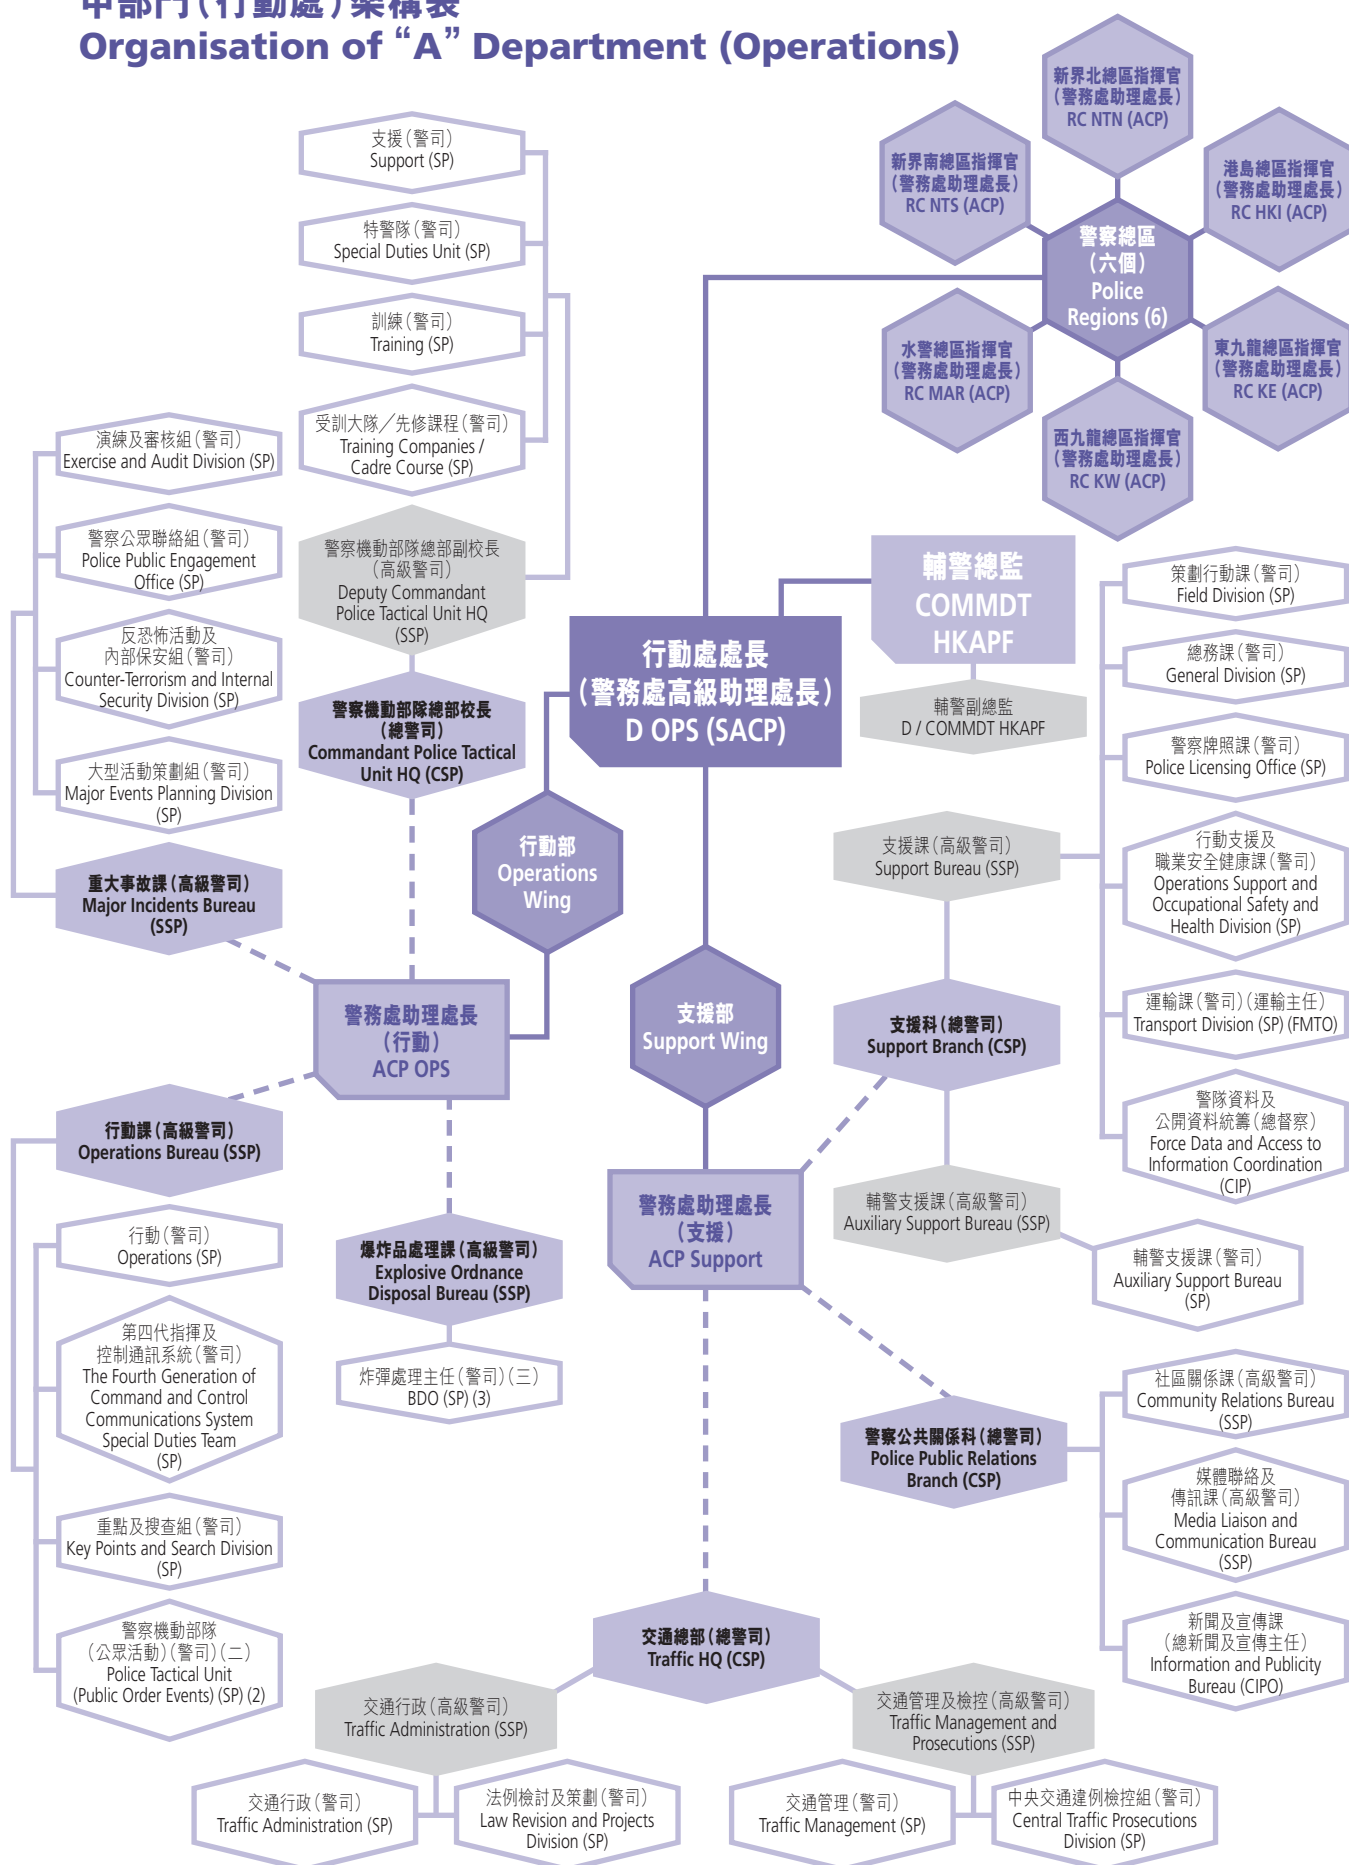 甲部門(行動處)架構表
Organisation of “A” Department (Operations)
新界北總區指揮官
(警務處助理處長)
RC NTN (ACP)
新界南總區指揮官
(警務處助理處長)
RC NTS (ACP)
港島總區指揮官
(警務處助理處長)
RC HKI (ACP)
警察總區
(六個)
Police
Regions (6)
水警總區指揮官
(警務處助理處長)
RC MAR (ACP)
東九龍總區指揮官
(警務處助理處長)
RC KE (ACP)
西九龍總區指揮官
(警務處助理處長)
RC KW (ACP)
支援(警司)
Support (SP)
特警隊(警司)
Special Duties Unit (SP)
訓練(警司)
Training (SP)
受訓大隊/先修課程(警司)
Training Companies /
Cadre Course (SP)
警察機動部隊總部副校長
(高級警司)
Deputy Commandant
Police Tactical Unit HQ
(SSP)
警察機動部隊總部校長
(總警司)
Commandant Police Tactical
Unit HQ (CSP)
演練及審核組(警司)
Exercise and Audit Division (SP)
警察公眾聯絡組(警司)
Police Public Engagement
Office (SP)
反恐怖活動及
內部保安組(警司)
Counter-Terrorism and Internal
Security Division (SP)
大型活動策劃組(警司)
Major Events Planning Division
(SP)
重大事故課(高級警司)
Major Incidents Bureau
(SSP)
行動處處長
(警務處高級助理處長)
D OPS (SACP)
輔警總監
COMMDT
HKAPF
輔警副總監
D / COMMDT HKAPF
行動部
Operations
Wing
支援部
Support Wing
警務處助理處長
(行動)
ACP OPS
行動課(高級警司)
Operations Bureau (SSP)
行動(警司)
Operations (SP)
第四代指揮及
控制通訊系統(警司)
The Fourth Generation of
Command and Control
Communications System
Special Duties Team
(SP)
重點及搜查組(警司)
Key Points and Search Division
(SP)
警察機動部隊
(公眾活動)(警司)(二)
Police Tactical Unit
(Public Order Events) (SP) (2)
爆炸品處理課(高級警司)
Explosive Ordnance
Disposal Bureau (SSP)
炸彈處理主任(警司)(三)
BDO (SP) (3)
警務處助理處長
(支援)
ACP Support
支援課(高級警司)
Support Bureau (SSP)
支援科(總警司)
Support Branch (CSP)
輔警支援課(高級警司)
Auxiliary Support Bureau (SSP)
輔警支援課(警司)
Auxiliary Support Bureau
(SP)
策劃行動課(警司)
Field Division (SP)
總務課(警司)
General Division (SP)
警察牌照課(警司)
Police Licensing Office (SP)
行動支援及
職業安全健康課(警司)
Operations Support and
Occupational Safety and
Health Division (SP)
運輸課(警司)(運輸主任)
Transport Division (SP) (FMTO)
警隊資料及
公開資料統籌(總督察)
Force Data and Access to
Information Coordination
(CIP)
警察公共關係科(總警司)
Police Public Relations
Branch (CSP)
社區關係課(高級警司)
Community Relations Bureau
(SSP)
媒體聯絡及
傳訊課(高級警司)
Media Liaison and
Communication Bureau
(SSP)
新聞及宣傳課
(總新聞及宣傳主任)
Information and Publicity
Bureau (CIPO)
交通總部(總警司)
Traffic HQ (CSP)
交通行政(高級警司)
Traffic Administration (SSP)
交通行政(警司)
Traffic Administration (SP)
法例檢討及策劃(警司)
Law Revision and Projects
Division (SP)
交通管理及檢控(高級警司)
Traffic Management and
Prosecutions (SSP)
交通管理(警司)
Traffic Management (SP)
中央交通違例檢控組(警司)
Central Traffic Prosecutions
Division (SP)